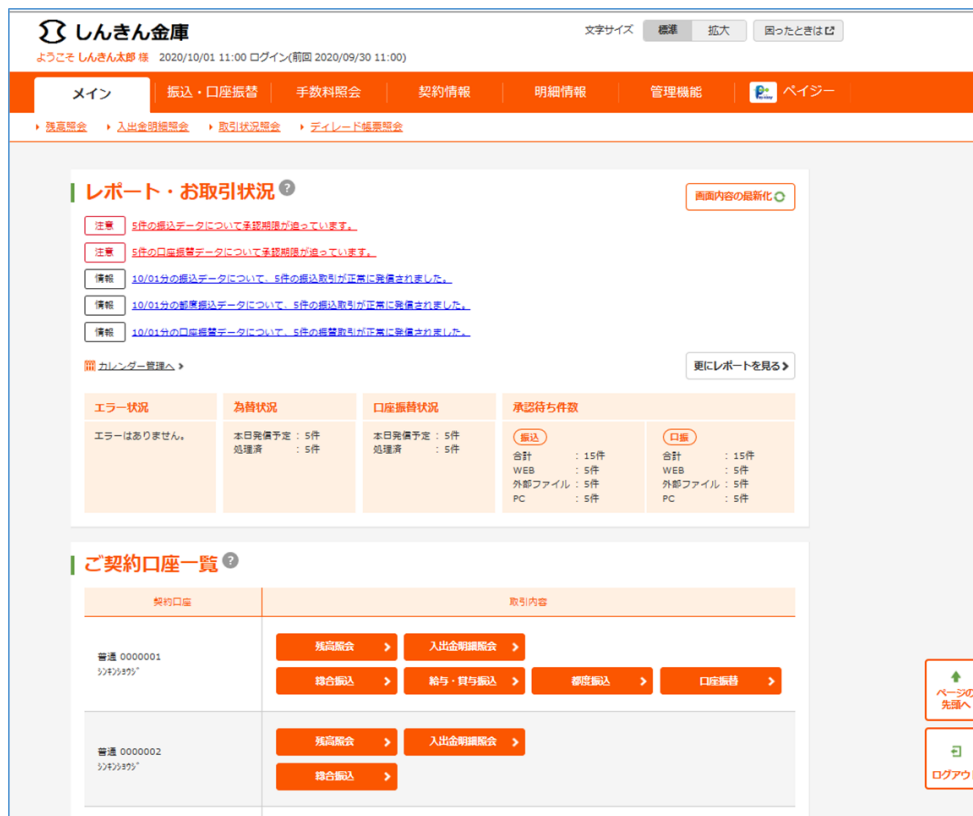 しんきん金庫
文字サイズ 標準 拡大 困ったときは
ようこそ しんきん太郎 様 2020/10/01 11:00 ログイン(前回 2020/09/30 11:00)
メイン 振込・口座振替 手数料照会 契約情報 明細情報 管理機能 ペイジー
残高照会 入出金明細照会 取引状況照会 ディレード帳票照会
レポート・お取引状況 ?
画面内容の最新化
注意 5件の振込データについて承認期限が迫っています。
注意 5件の口座振替データについて承認期限が迫っています。
情報 10/01分の振込データについて、5件の振込取引が正常に発信されました。
情報 10/01分の都度振込データについて、5件の振込取引が正常に発信されました。
情報 10/01分の口座振替データについて、5件の振替取引が正常に発信されました。
カレンダー管理へ
更にレポートを見る
エラー状況 為替状況 口座振替状況 承認待ち件数
エラーはありません。
本日発信予定 : 5件
処理済 : 5件
本日発信予定 : 5件
処理済 : 5件
振込
合計 : 15件
WEB : 5件
外部ファイル : 5件
PC : 5件
口振
合計 : 15件
WEB : 5件
外部ファイル : 5件
PC : 5件
ご契約口座一覧 ?
契約口座 取引内容
普通 0000001
ｼﾝｷﾝｼｮｳｼﾞ
残高照会 入出金明細照会
総合振込 給与・賞与振込 都度振込 口座振替
普通 0000002
ｼﾝｷﾝｼｮｳｼﾞ
残高照会 入出金明細照会
総合振込
ページの
先頭へ
ログアウ